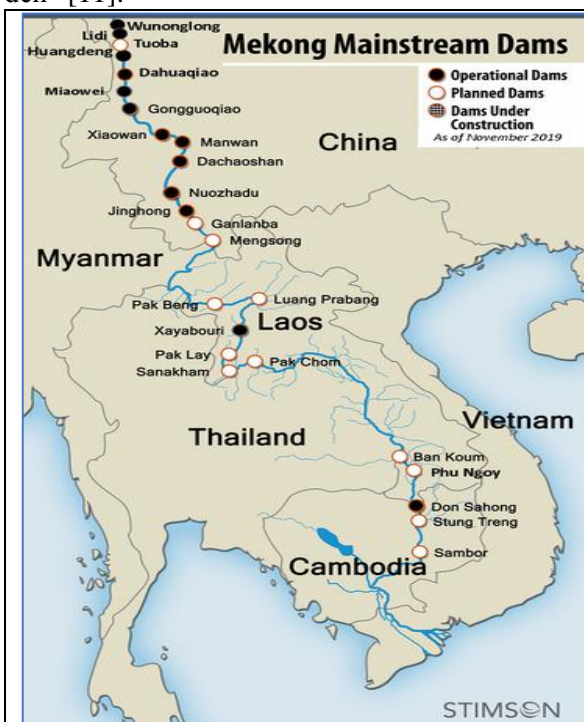 den" [11].
Mekong Mainstream Dams
Operational Dams
Planned Dams
Dams Under
Construction
As of November 2019
Wunonglong
Lidi
Tuoba
Huangdeng
Dahuaqiao
Miaowei
Gongguoqiao
Xiaowan
Manwan
China
Dachaoshan
Nuozhadu
Jinghong
Ganlanba
Mengsong
Myanmar
Pak Beng
Luang Prabang
Xayabouri
Laos
Pak Lay
Pak Chom
Sanakham
Vietnam
Thailand
Ban Koum
Phu Ngoy
Don Sahong
Stung Treng
Sambor
Cambodia
STIMSON